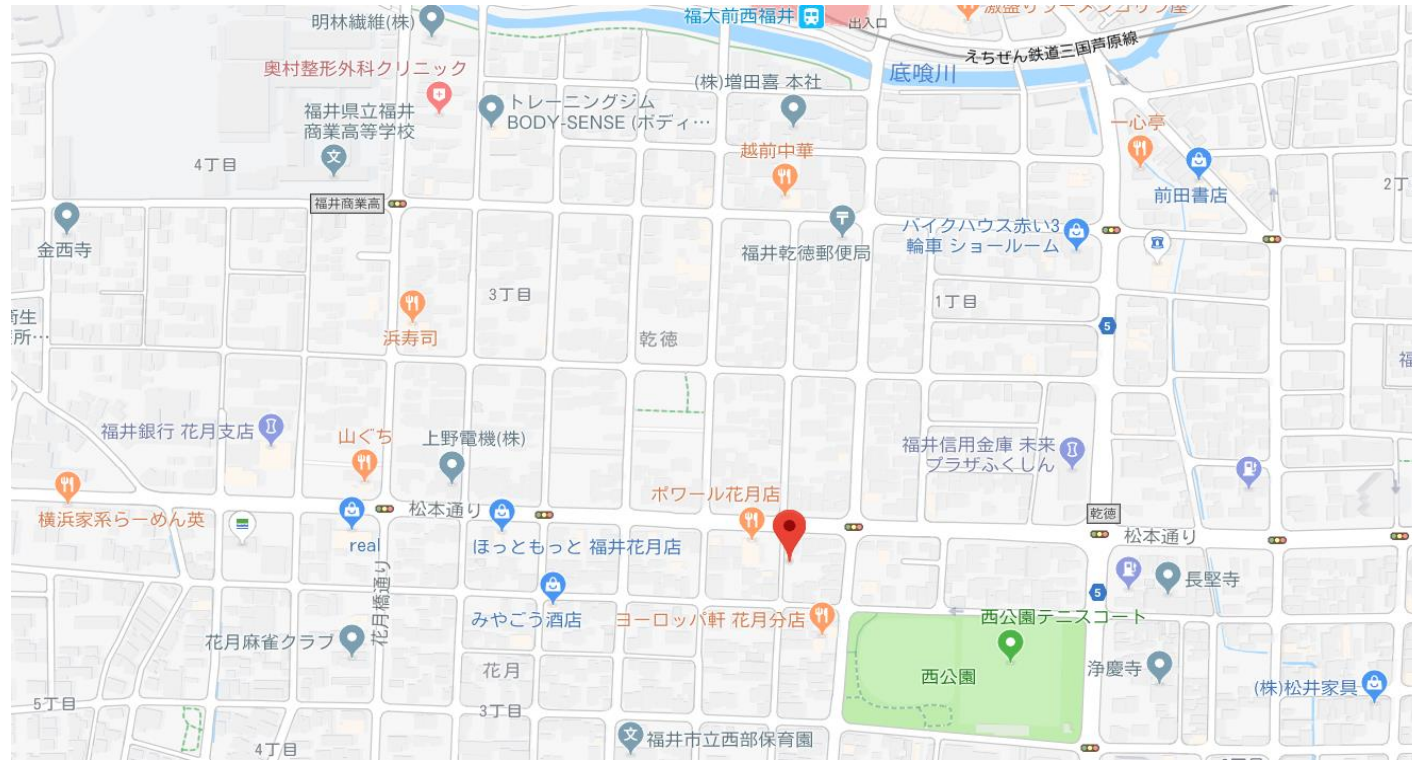 明林繊維(株)
福大前西福井
出入口
えちぜん鉄道三国芦原線
奥村整形外科クリニック
(株)増田喜 本社
底喰川
福井県立福井
商業高等学校
トレーニングジム
BODY-SENSE (ボディ…
一心亭
4丁目
越前中華
前田書店
2丁
福井商業高
金西寺
福井乾徳郵便局
バイクハウス赤い3
輪車 ショールーム
3丁目
1丁目
衛生
所…
浜寿司
乾徳
5
福
福井銀行 花月支店
山ぐち
上野電機(株)
福井信用金庫 未来
プラザふくしん
ボワール花月店
横浜家系らーめん英
松本通り
乾徳
松本通り
real
ほっともっと 福井花月店
長堅寺
花月橋通り
5
みやごう酒店
ヨーロッパ軒 花月分店
西公園テニスコート
花月麻雀クラブ
花月
西公園
浄慶寺
(株)松井家具
5丁目
3丁目
4丁目
福井市立西部保育園